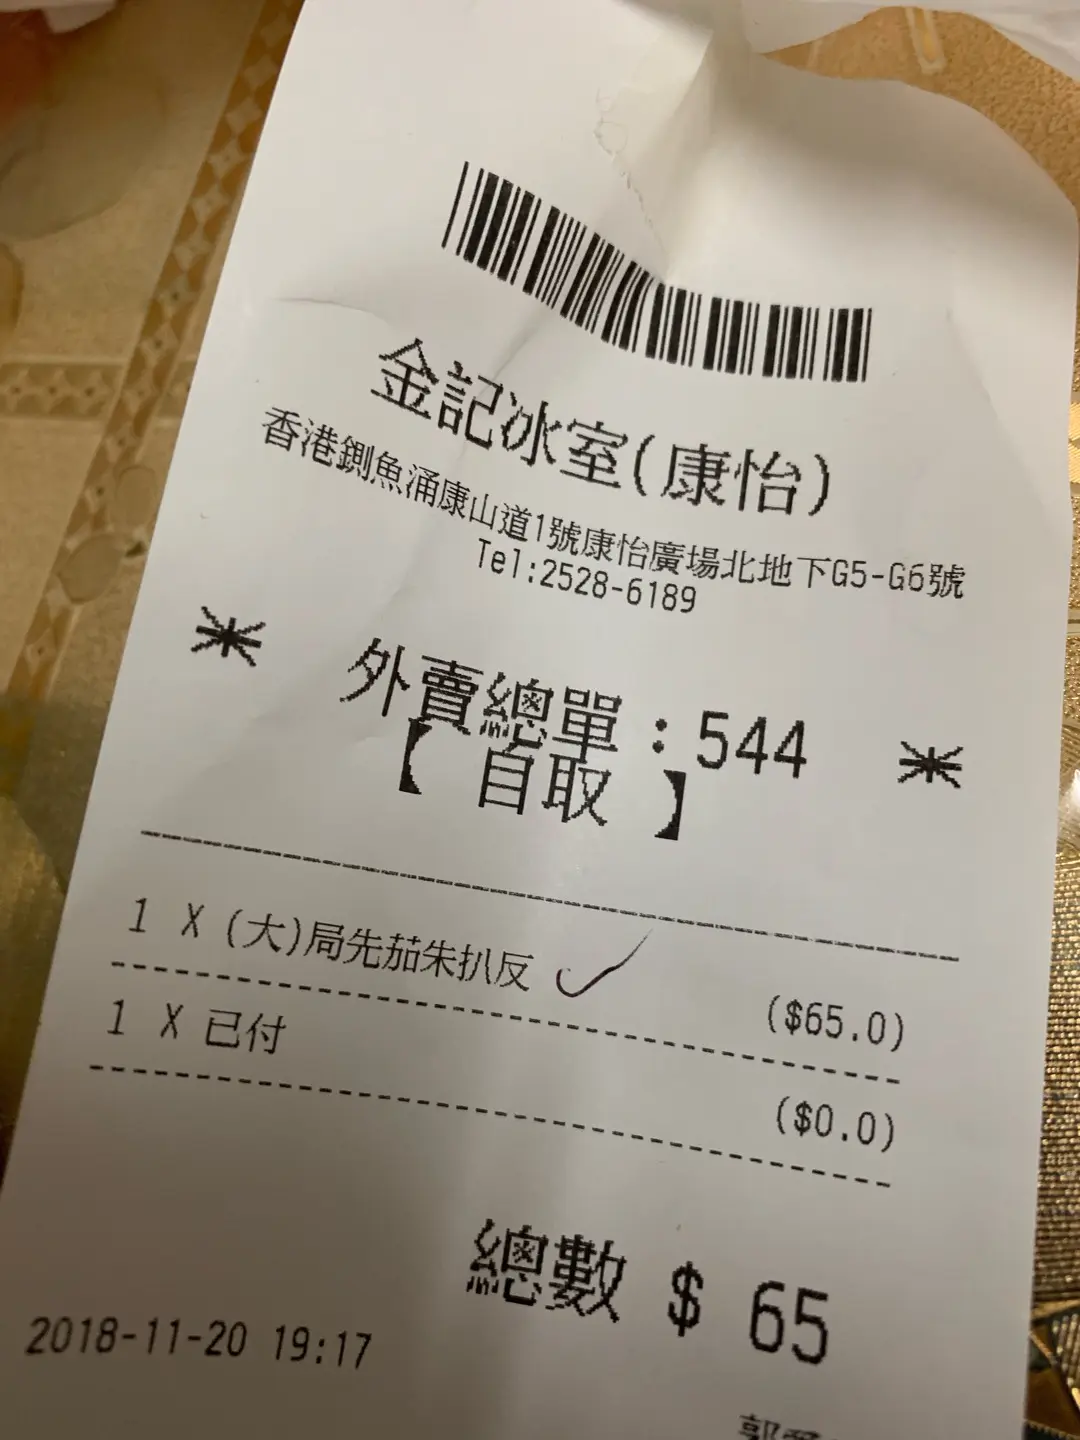 金記冰室(康怡)
香港鰂魚涌康山道1號康怡廣場北地下G5-G6號
Tel:2528-6189
* 外賣總單:544 *
【 自取 】
1 X (大)局先茄朱扒反 ($65.0)
1 X 已付 ($0.0)
總數 $ 65
2018-11-20 19:17